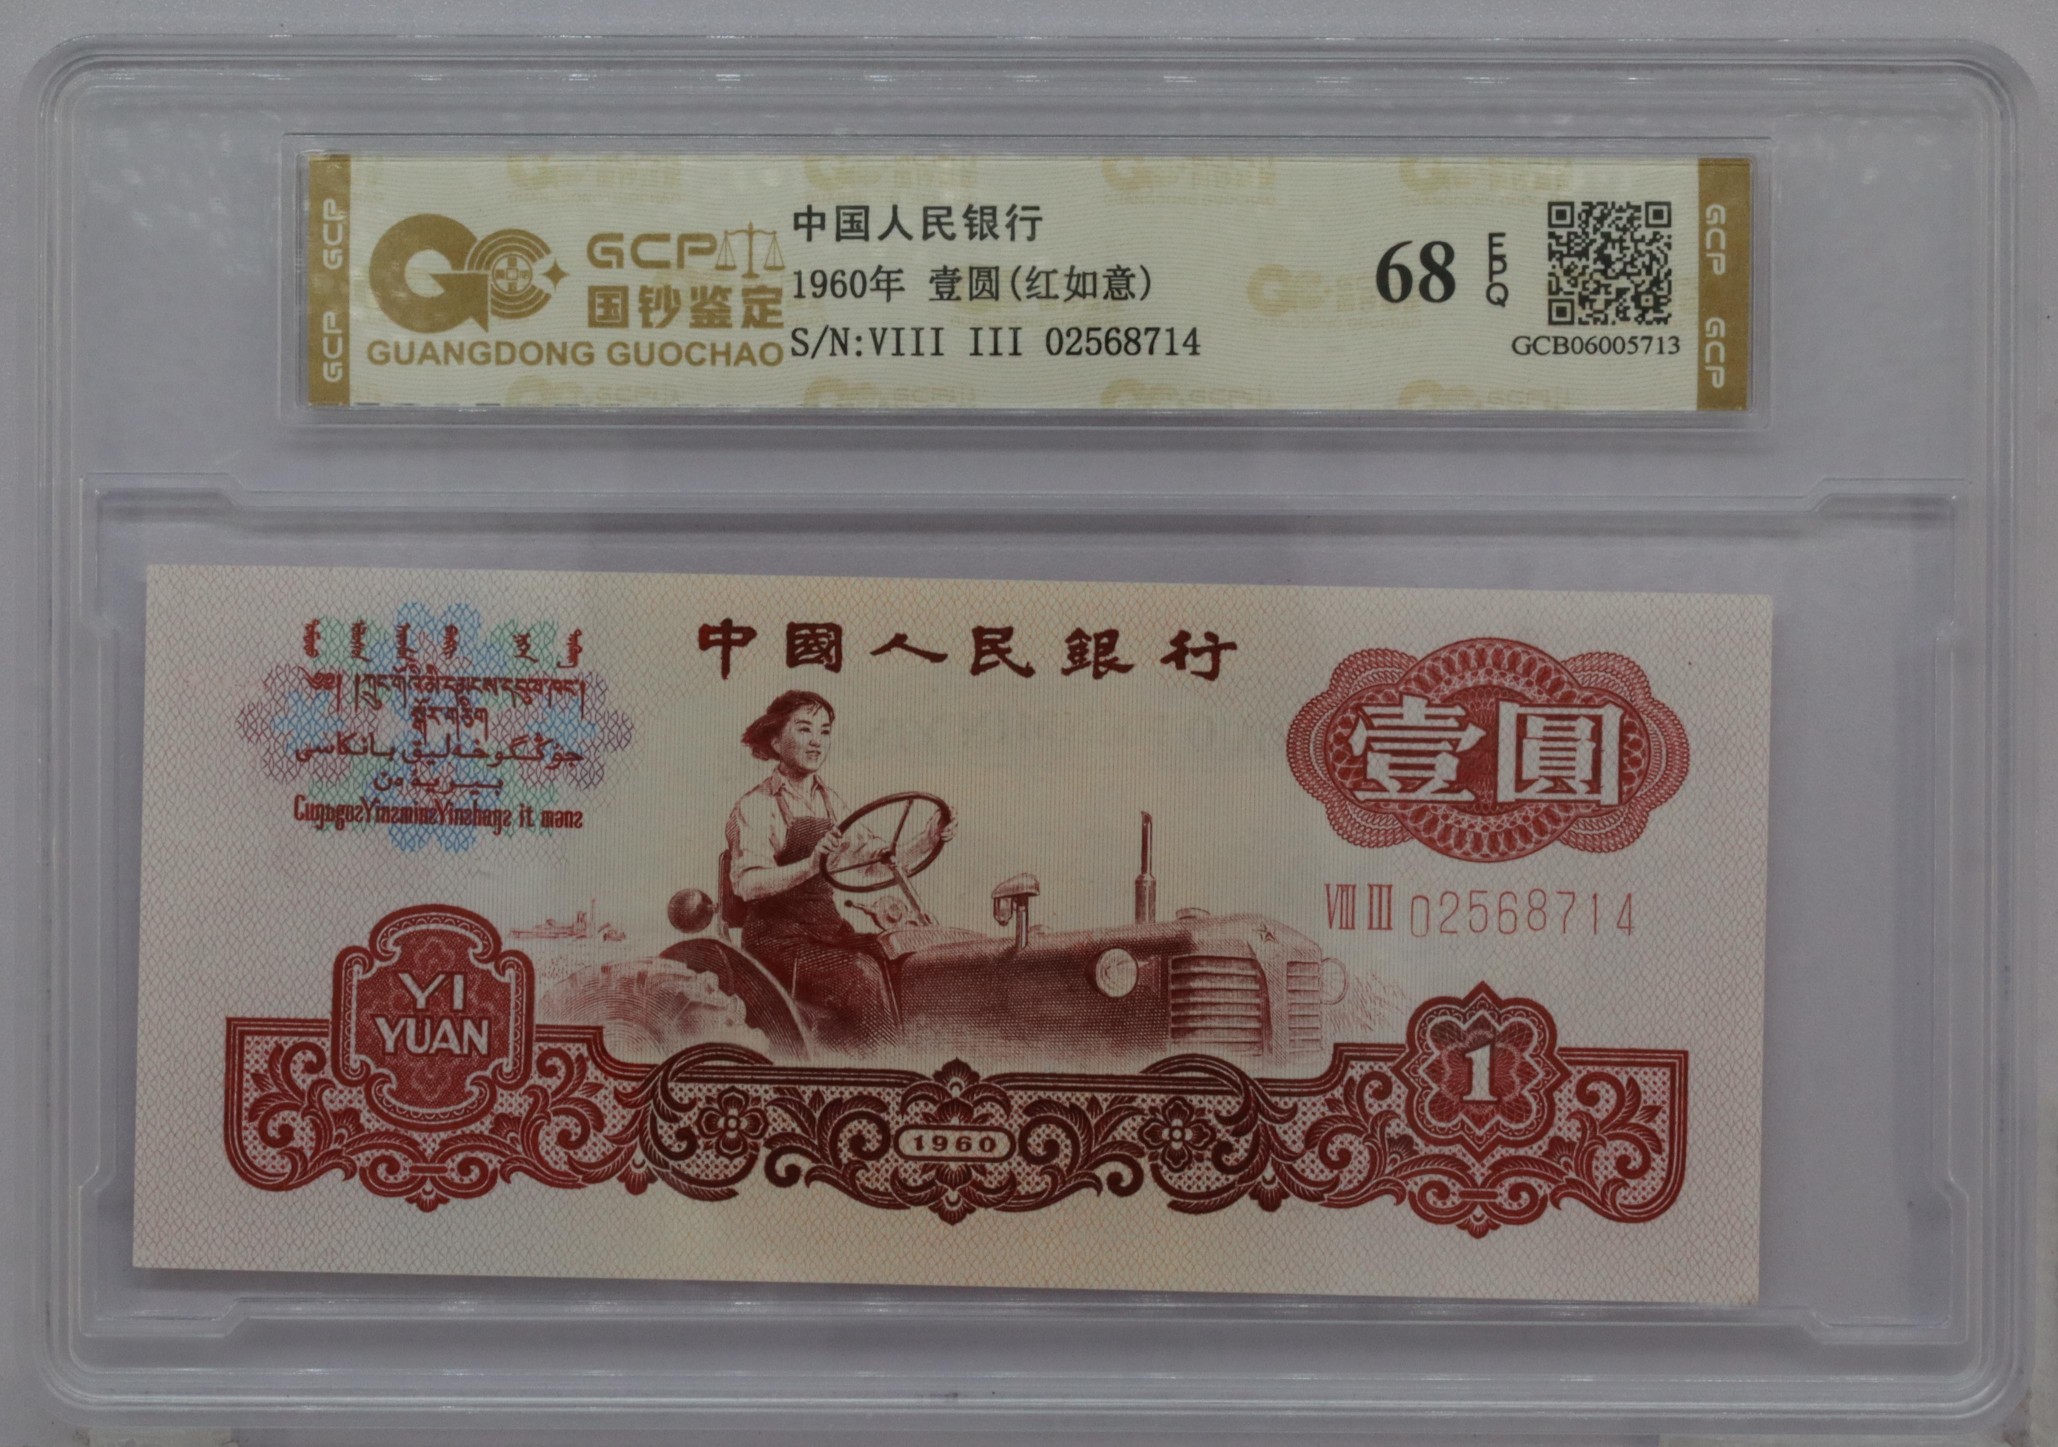 GCP GCP
GCP
国钞鉴定
GUANGDONG GUOCHAO
中国人民银行
1960年 壹圆(红如意)
S/N:VIII III 02568714
68
EPQ
GCB06005713
GCP GCP
中國人民銀行
壹圓
VIII III 02568714
YI
YUAN
1
1960